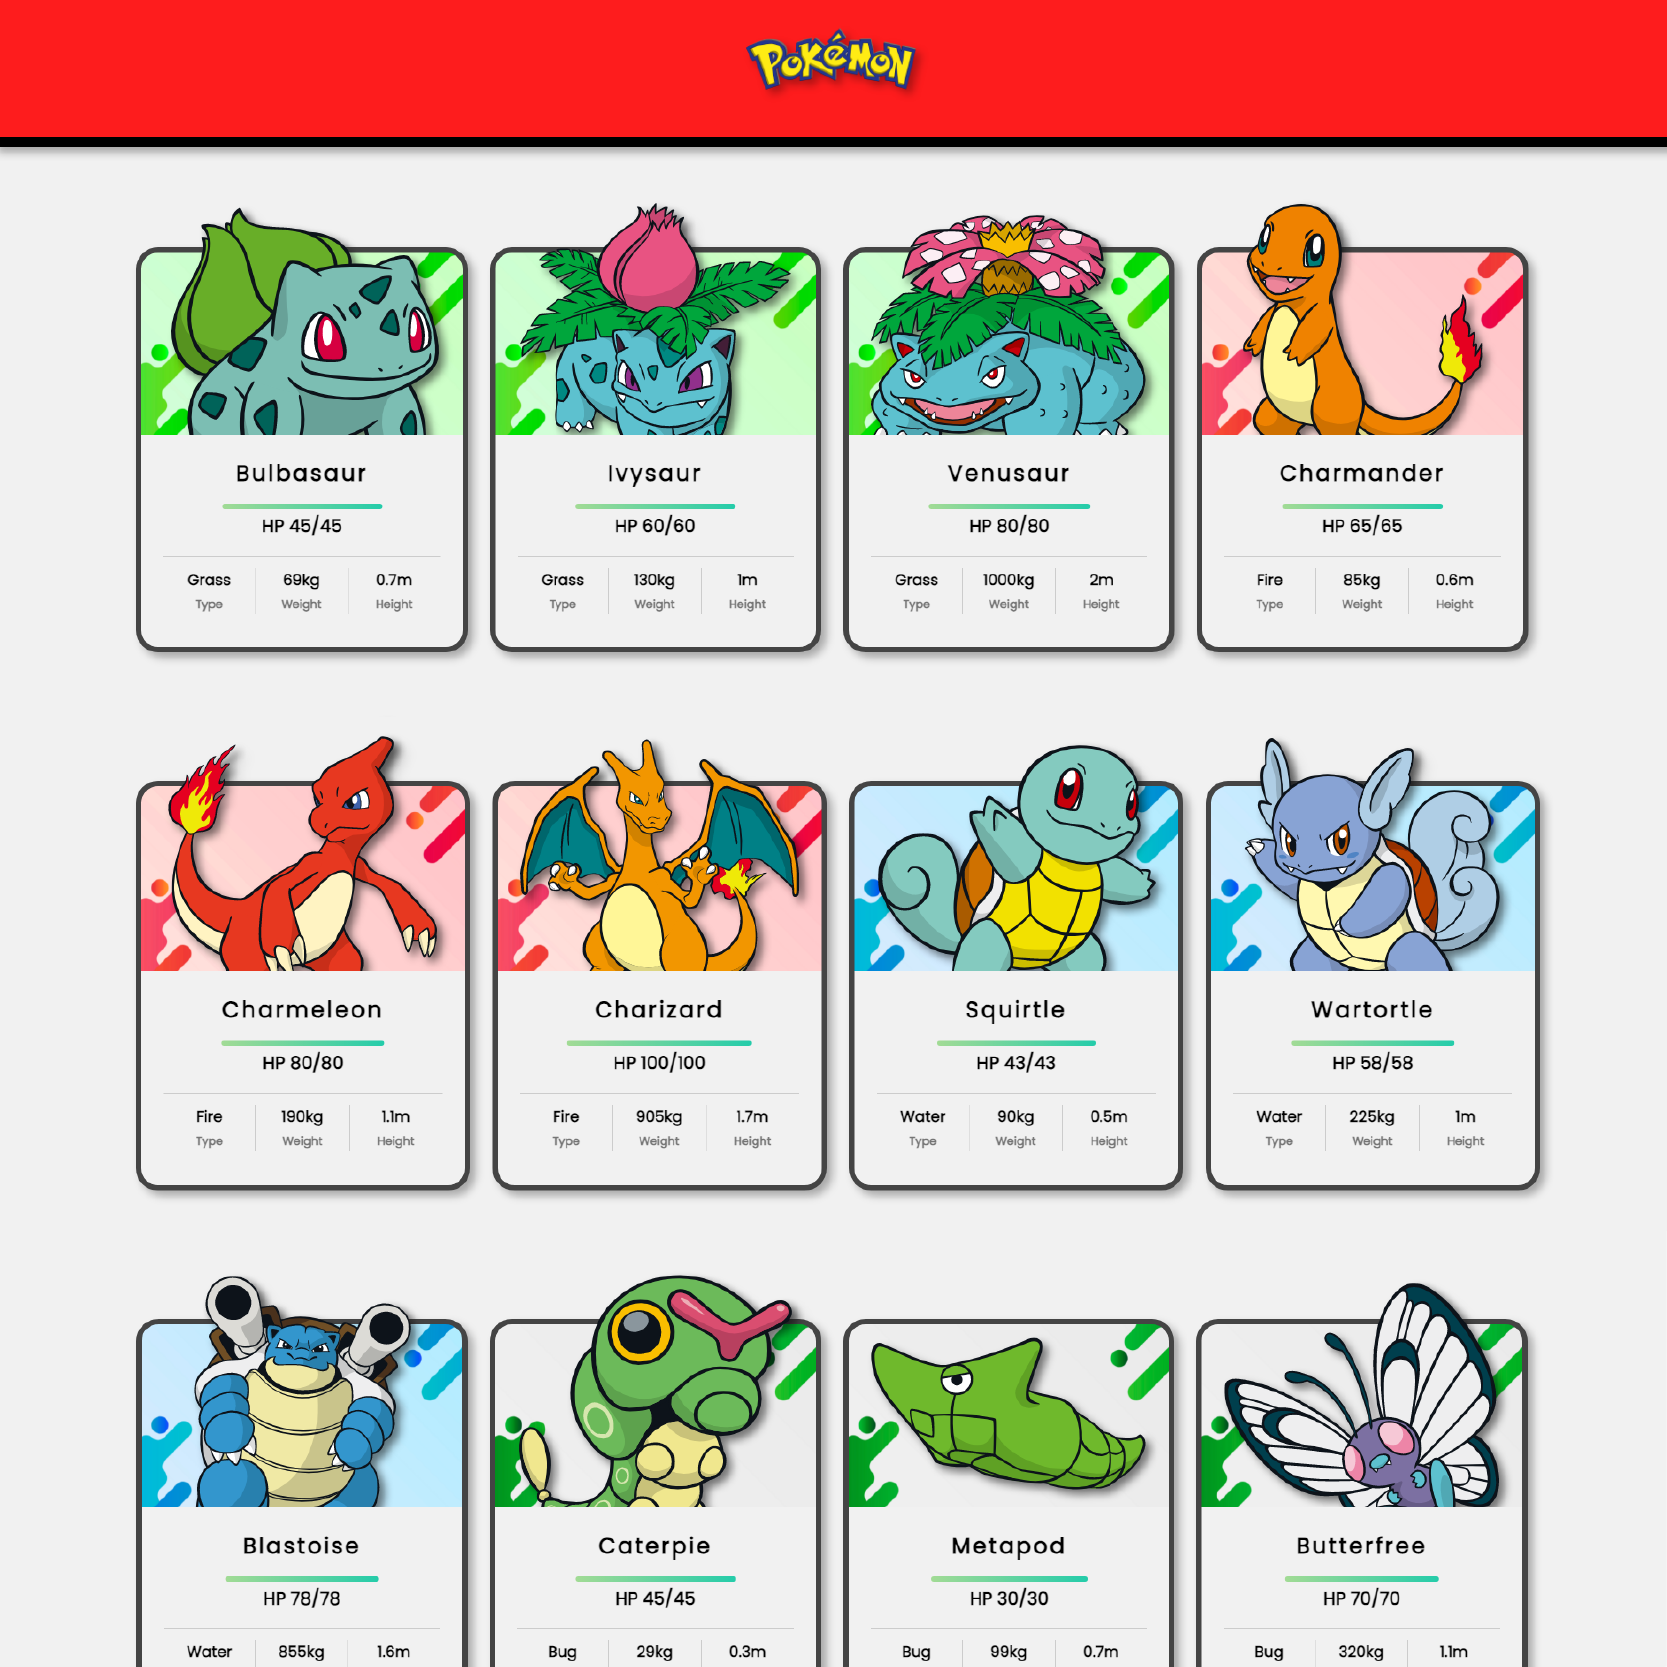 POKéMON
Bulbasaur
HP 45/45
Grass 69kg 0.7m
Type Weight Height
Ivysaur
HP 60/60
Grass 130kg 1m
Type Weight Height
Venusaur
HP 80/80
Grass 1000kg 2m
Type Weight Height
Charmander
HP 65/65
Fire 85kg 0.6m
Type Weight Height
Charmeleon
HP 80/80
Fire 190kg 1.1m
Type Weight Height
Charizard
HP 100/100
Fire 905kg 1.7m
Type Weight Height
Squirtle
HP 43/43
Water 90kg 0.5m
Type Weight Height
Wartortle
HP 58/58
Water 225kg 1m
Type Weight Height
Blastoise
HP 78/78
Water 855kg 1.6m
Caterpie
HP 45/45
Bug 29kg 0.3m
Metapod
HP 30/30
Bug 99kg 0.7m
Butterfree
HP 70/70
Bug 320kg 1.1m